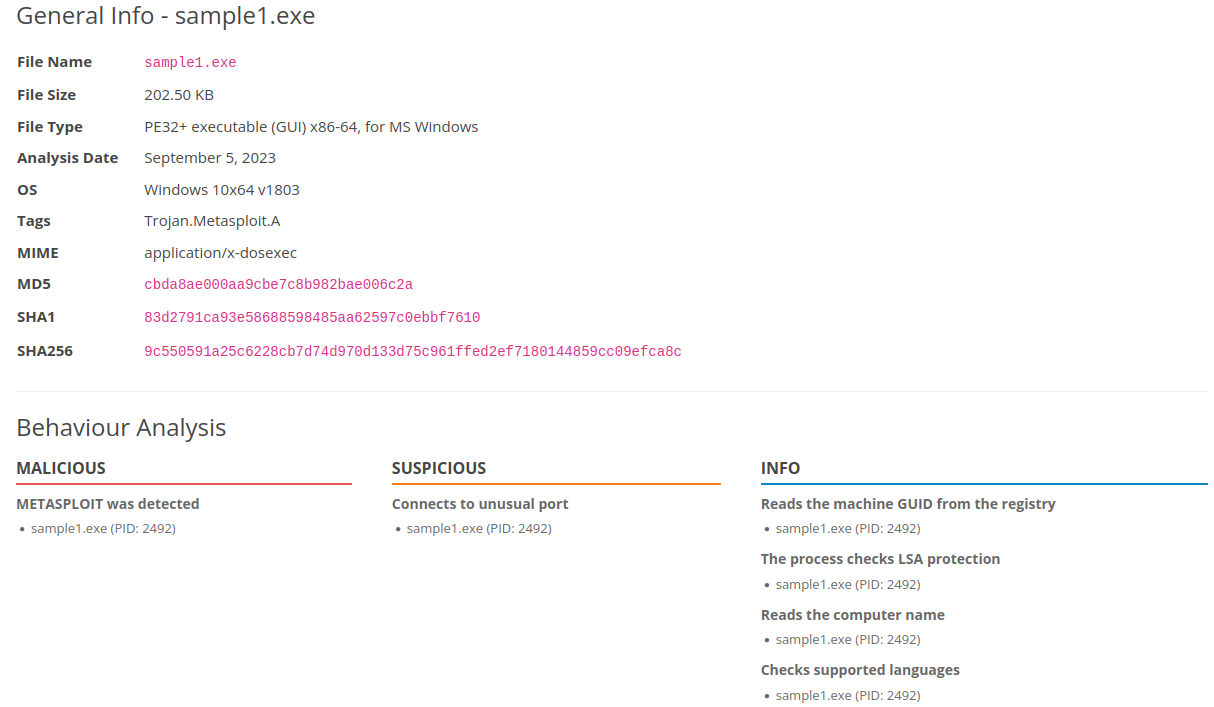 General Info - sample1.exe
File Name sample1.exe
File Size 202.50 KB
File Type PE32+ executable (GUI) x86-64, for MS Windows
Analysis Date September 5, 2023
OS Windows 10x64 v1803
Tags Trojan.Metasploit.A
MIME application/x-dosexec
MD5 cbda8ae000aa9cbe7c8b982bae006c2a
SHA1 83d2791ca93e58688598485aa62597c0ebbf7610
SHA256 9c550591a25c6228cb7d74d970d133d75c961ffed2ef7180144859cc09efca8c
Behaviour Analysis
MALICIOUS
METASPLOIT was detected
• sample1.exe (PID: 2492)
SUSPICIOUS
Connects to unusual port
• sample1.exe (PID: 2492)
INFO
Reads the machine GUID from the registry
• sample1.exe (PID: 2492)
The process checks LSA protection
• sample1.exe (PID: 2492)
Reads the computer name
• sample1.exe (PID: 2492)
Checks supported languages
• sample1.exe (PID: 2492)